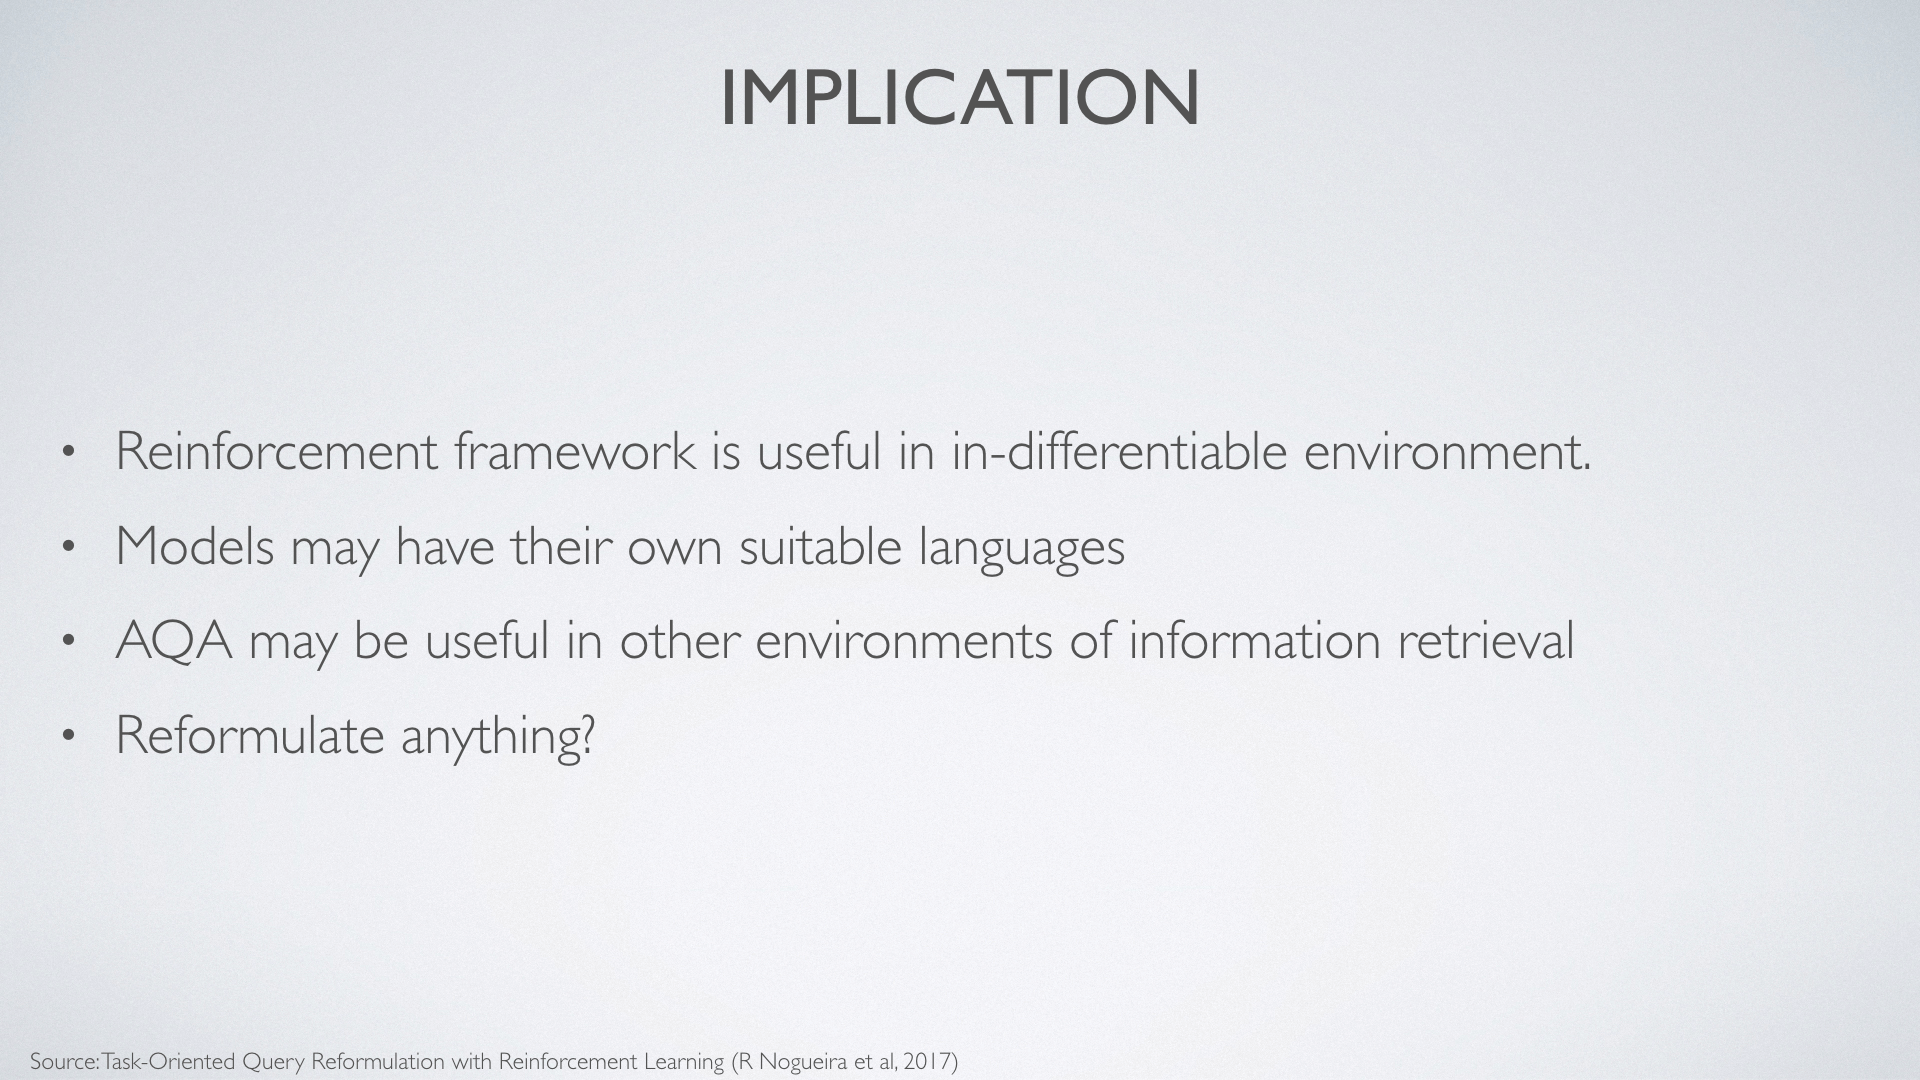 IMPLICATION
• Reinforcement framework is useful in in-differentiable environment.
• Models may have their own suitable languages
• AQA may be useful in other environments of information retrieval
• Reformulate anything?
Source: Task-Oriented Query Reformulation with Reinforcement Learning (R Nogueira et al, 2017)